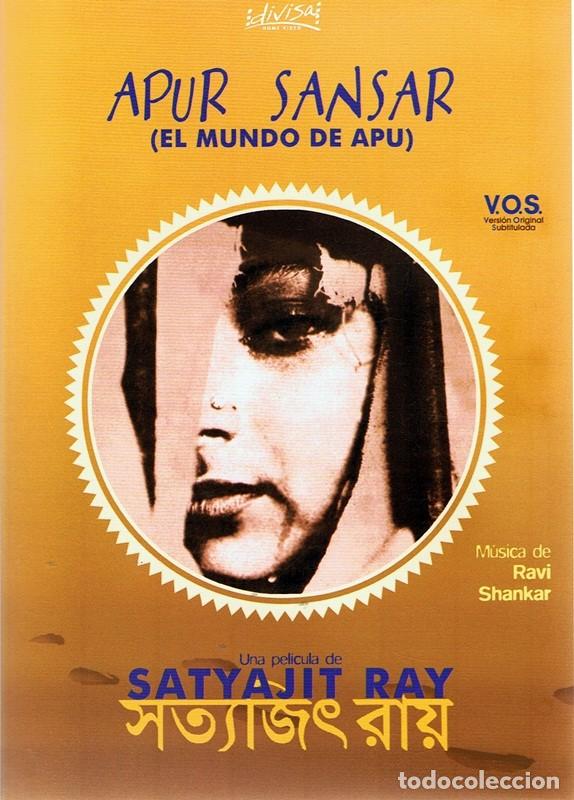 divisa
HOME VIDEO
APUR SANSAR
(EL MUNDO DE APU)
V.O.S.
Versión Original
Subtitulada
Música de
Ravi
Shankar
Una película de
SATYAJIT RAY
সত্যজিৎ রায়
todocoleccion